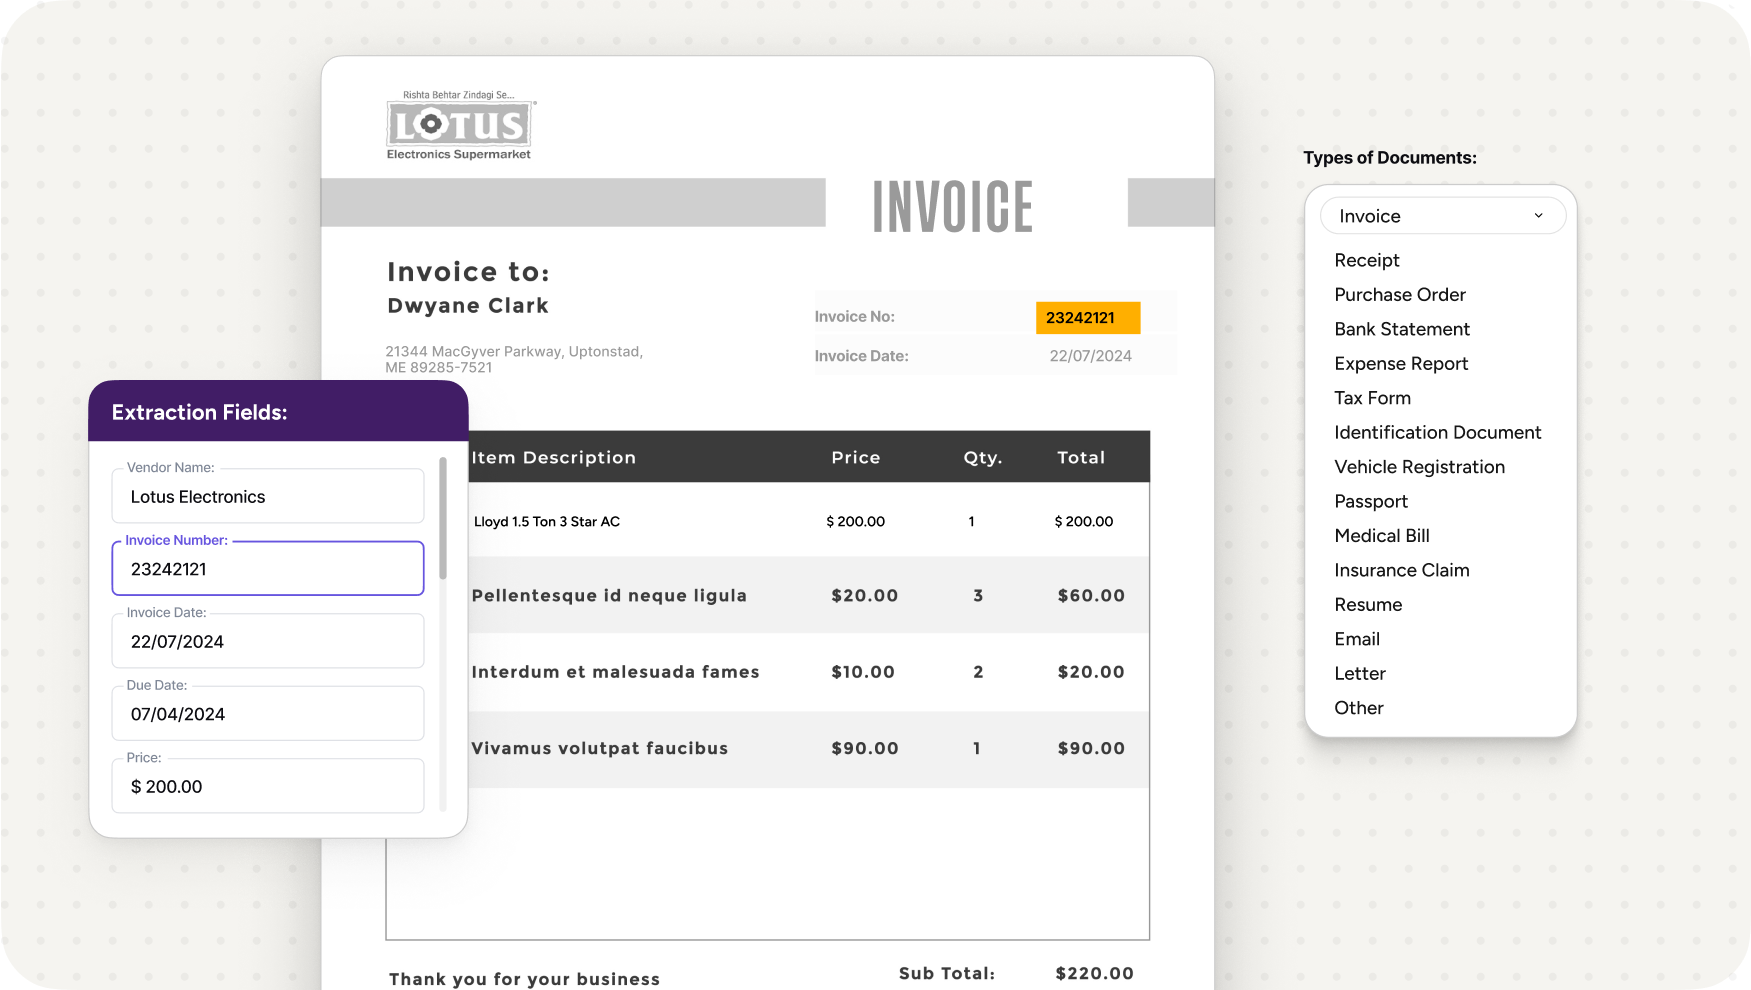 Rishta Behtar Zindagi Se...
LOTUS
Electronics Supermarket
INVOICE
Invoice to:
Dwyane Clark
21344 MacGyver Parkway, Uptonstad,
ME 89285-7521
Invoice No: 23242121
Invoice Date: 22/07/2024
Item Description Price Qty. Total
Lloyd 1.5 Ton 3 Star AC $ 200.00 1 $ 200.00
Pellentesque id neque ligula $20.00 3 $60.00
Interdum et malesuada fames $10.00 2 $20.00
Vivamus volutpat faucibus $90.00 1 $90.00
Thank you for your business
Sub Total: $220.00
Extraction Fields:
Vendor Name:
Lotus Electronics
Invoice Number:
23242121
Invoice Date:
22/07/2024
Due Date:
07/04/2024
Price:
$ 200.00
Types of Documents:
Invoice
Receipt
Purchase Order
Bank Statement
Expense Report
Tax Form
Identification Document
Vehicle Registration
Passport
Medical Bill
Insurance Claim
Resume
Email
Letter
Other